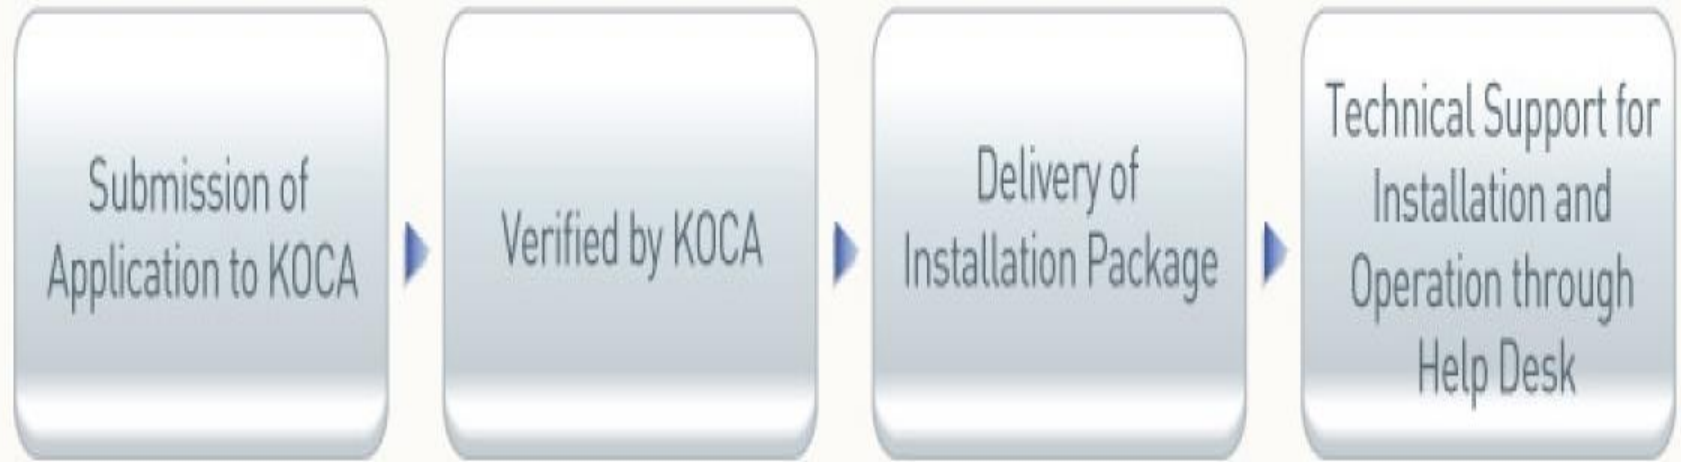 Submission of
Application to KOCA
Verified by KOCA
Delivery of
Installation Package
Technical Support for
Installation and
Operation through
Help Desk